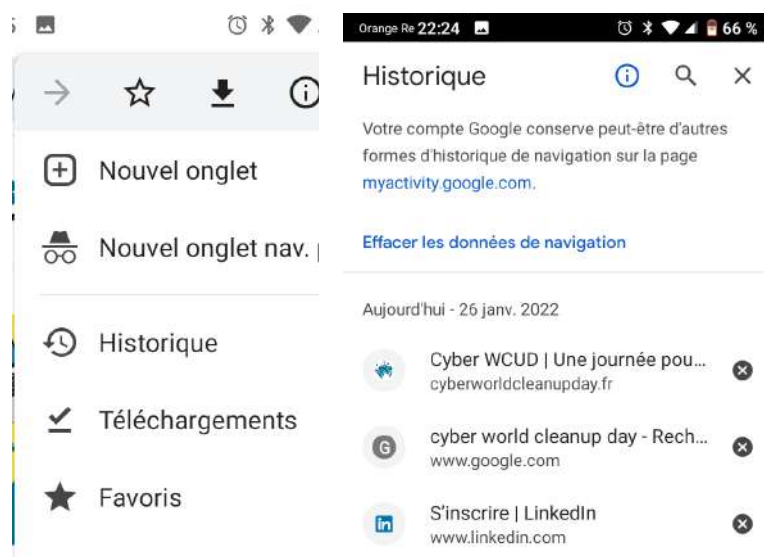 Nouvel onglet
Nouvel onglet nav.
Historique
Téléchargements
Favoris
Orange Re 22:24 66 %
Historique
Votre compte Google conserve peut-être d'autres
formes d'historique de navigation sur la page
myactivity.google.com.
Effacer les données de navigation
Aujourd'hui - 26 janv. 2022
Cyber WCUD | Une journée pou...
cyberworldcleanupday.fr
G
cyber world cleanup day - Rech...
www.google.com
in
S'inscrire | LinkedIn
www.linkedin.com